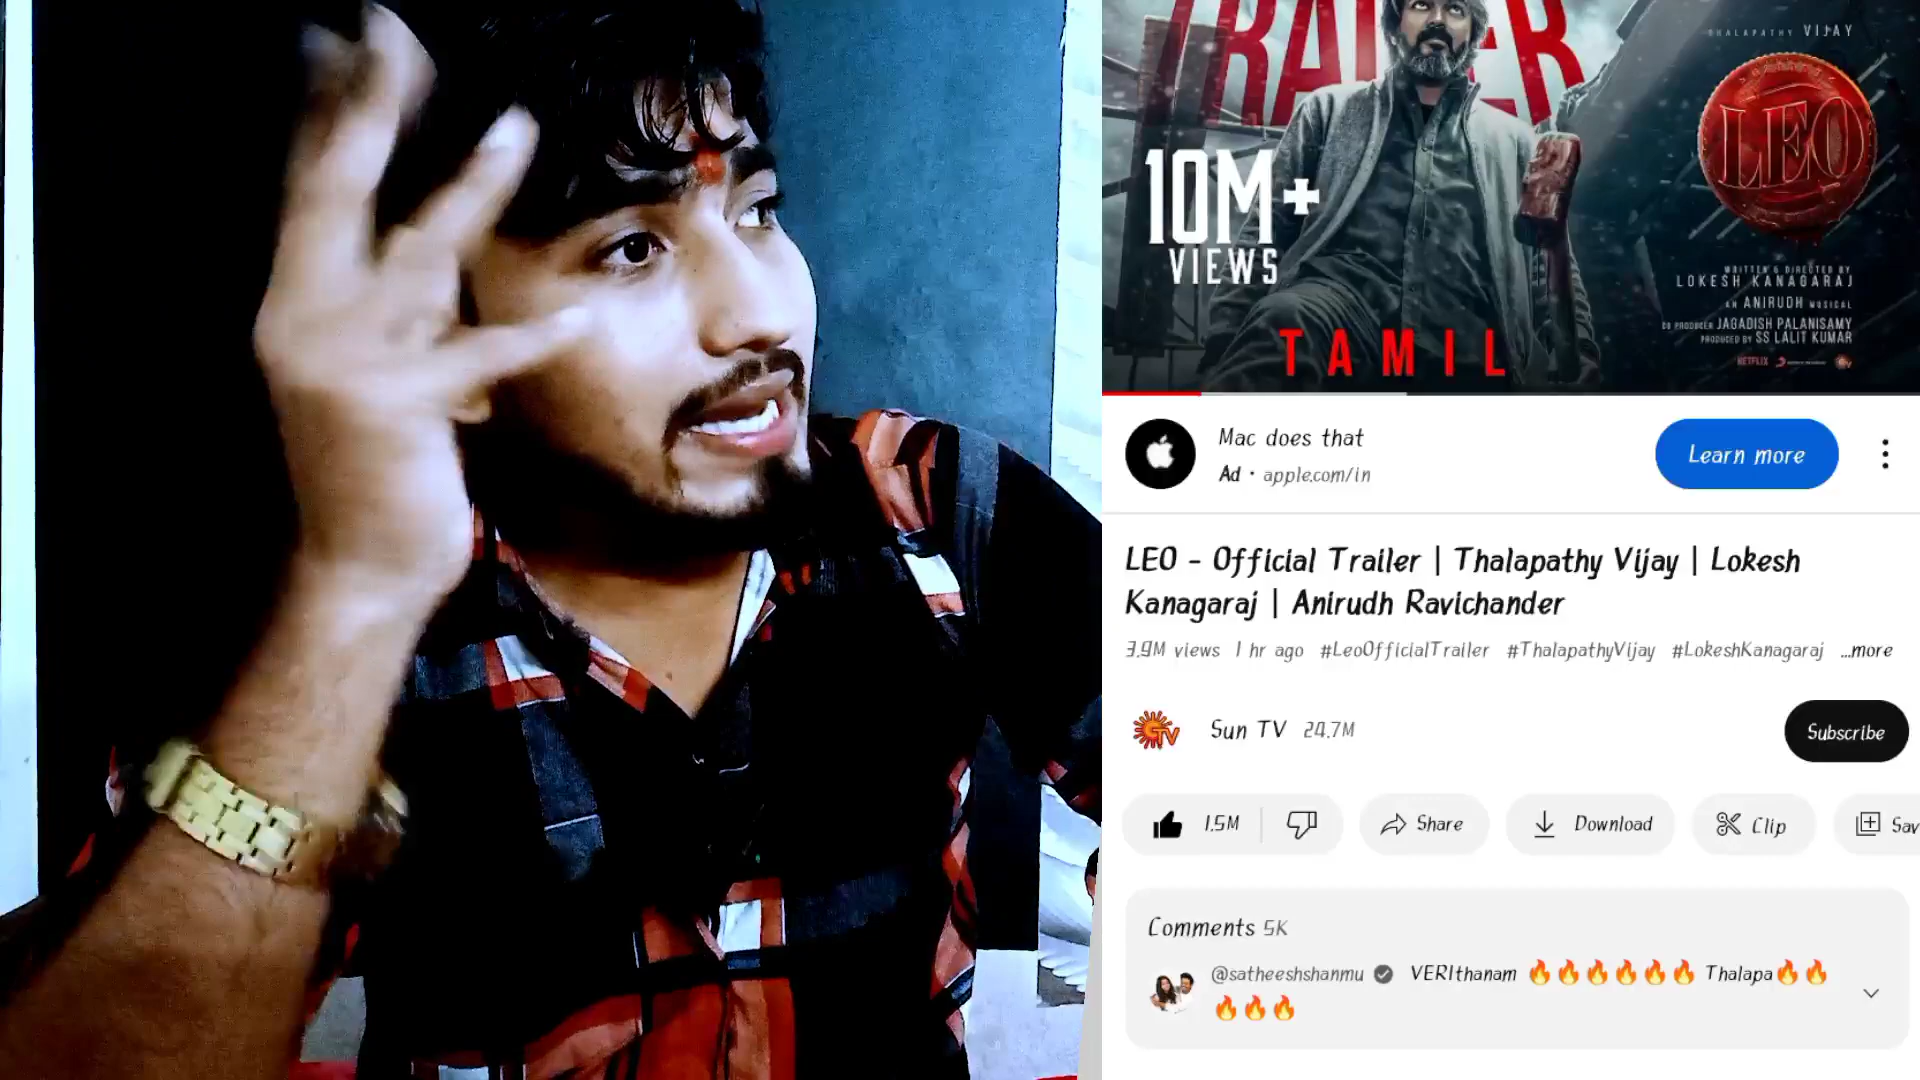 TRAILER
THALAPATHY VIJAY
LEO
10M+
VIEWS
WRITTEN & DIRECTED BY
LOKESH KANAGARAJ
AN ANIRUDH MUSICAL
CO PRODUCER JAGADISH PALANISAMY
PRODUCED BY SS LALIT KUMAR
NETFLIX
TAMIL
Mac does that
Ad · apple.com/in
Learn more
LEO - Official Trailer | Thalapathy Vijay | Lokesh
Kanagaraj | Anirudh Ravichander
3.9M views 1 hr ago #LeoOfficialTrailer #ThalapathyVijay #LokeshKanagaraj ...more
Sun TV 24.7M
Subscribe
1.5M
Share
Download
Clip
Sav
Comments 5K
@satheeshshanmu VERIthanam 🔥🔥🔥🔥🔥🔥 Thalapa🔥🔥
🔥🔥🔥